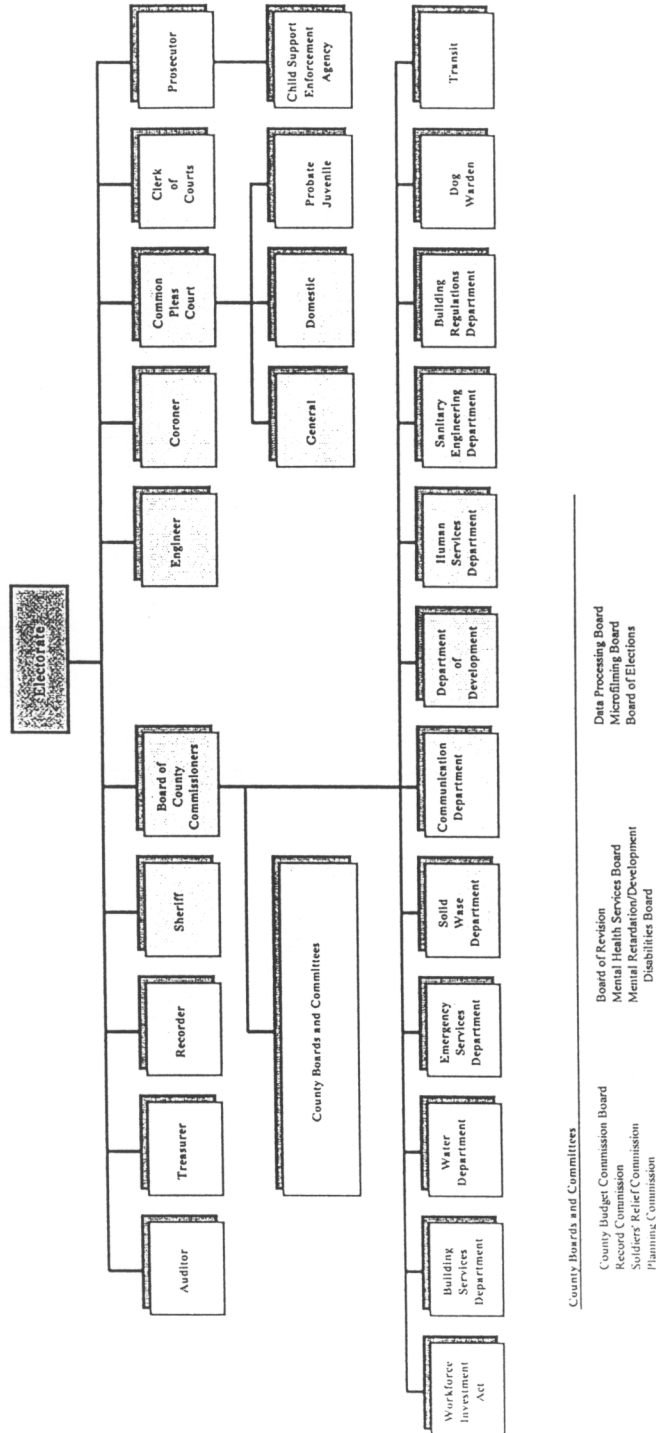 Electorate
Auditor
Treasurer
Recorder
Sheriff
Board of
County
Commissioners
Engineer
Coroner
Common
Pleas
Court
Clerk
of
Courts
Prosecutor
County Boards and Committees
General
Domestic
Probate
Juvenile
Child Support
Enforcement
Agency
Workforce
Investment
Act
Building
Services
Department
Water
Department
Emergency
Services
Department
Solid
Wase
Department
Communication
Department
Department
of
Development
Human
Services
Department
Sanitary
Engineering
Department
Building
Regulations
Department
Dog
Warden
Transit
County Boards and Committees
County Budget Commission Board
Record Commission
Soldiers' Relief Commission
Planning Commission
Board of Revision
Mental Health Services Board
Mental Retardation/Development
Disabilities Board
Data Processing Board
Microfilming Board
Board of Elections